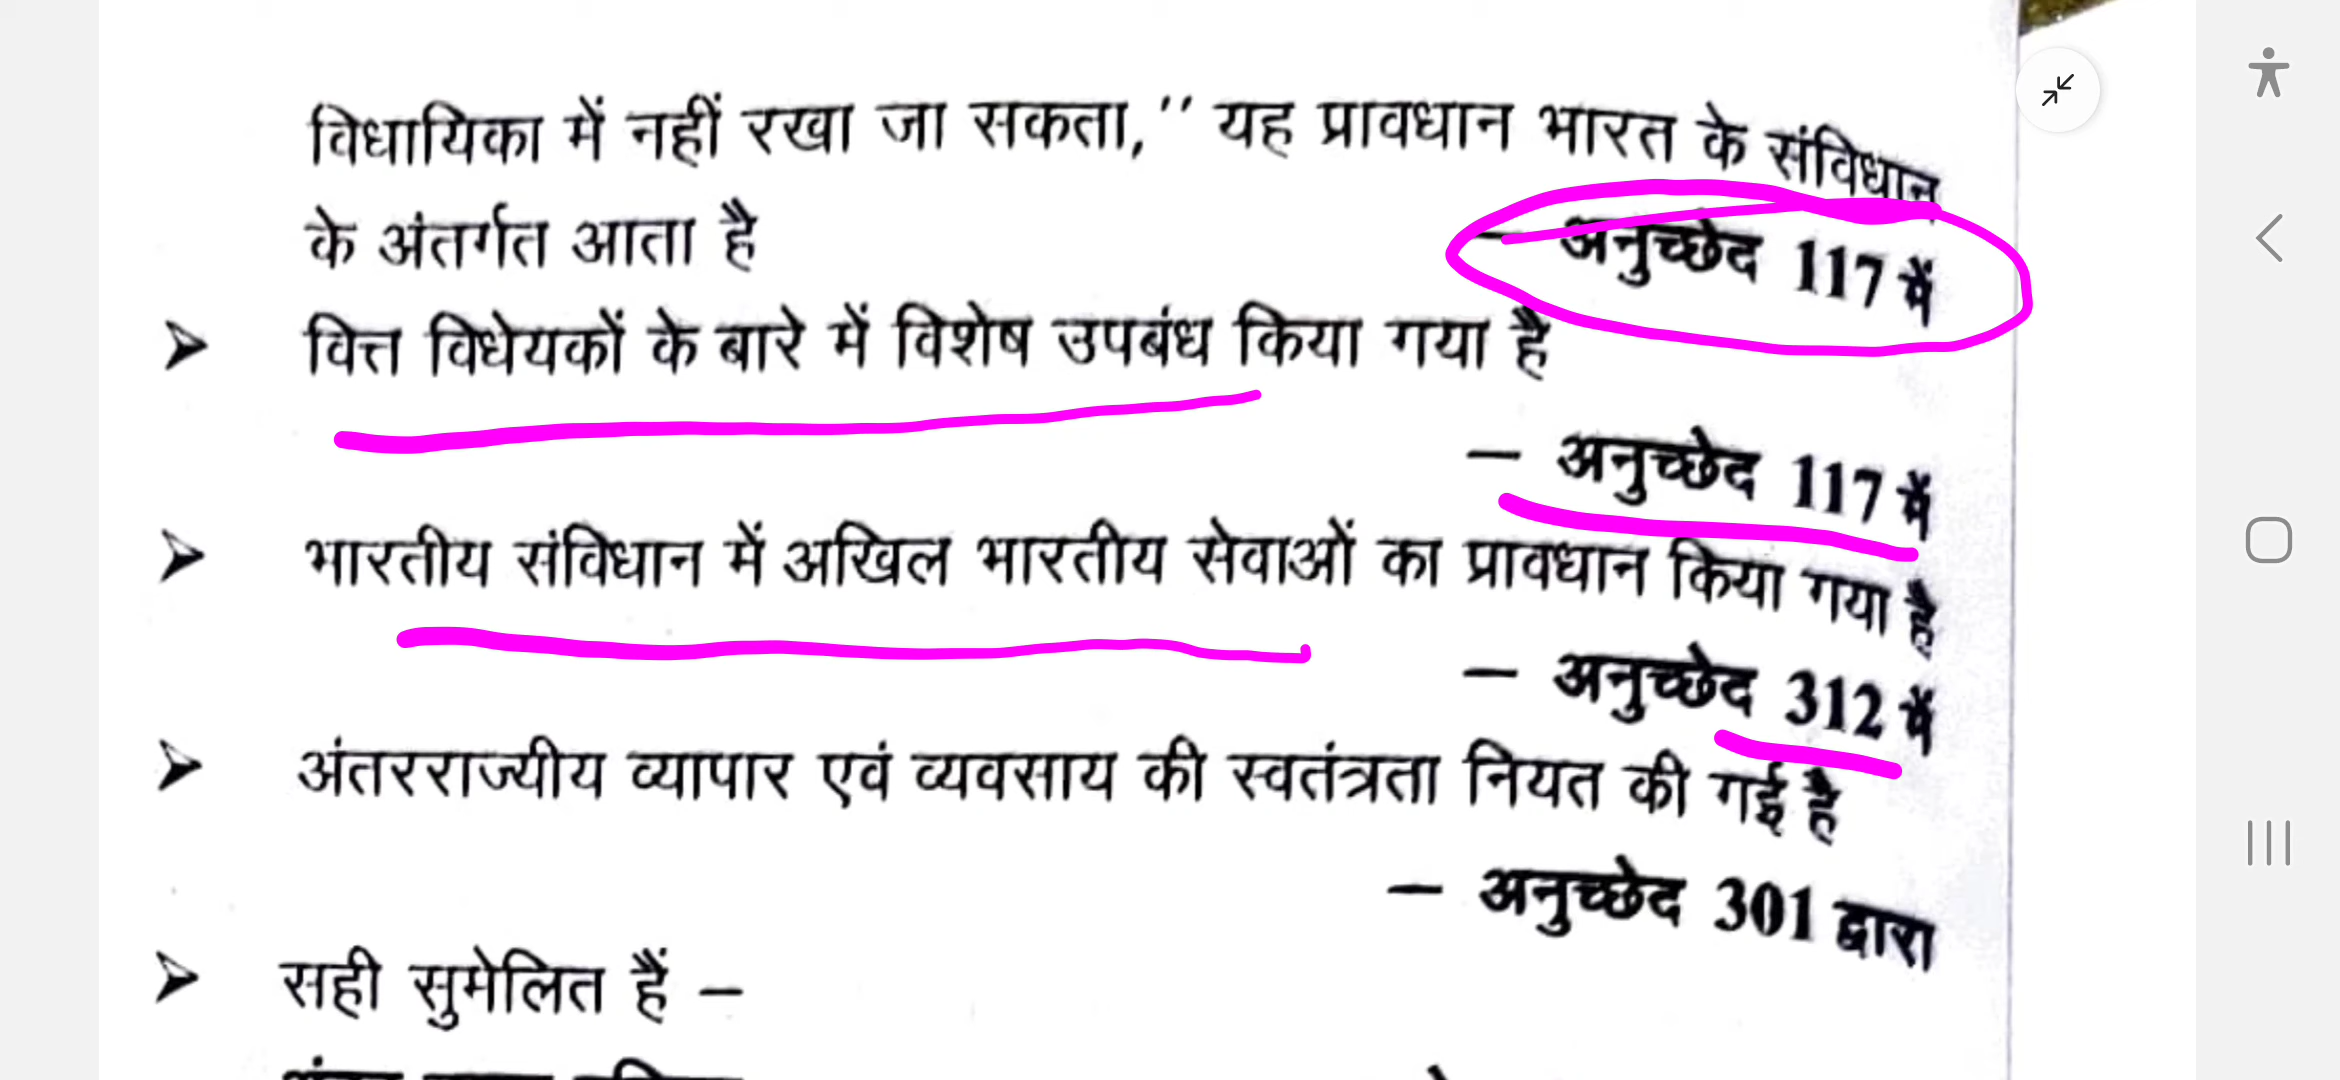 विधायिका में नहीं रखा जा सकता,'' यह प्रावधान भारत के संविधान
के अंतर्गत आता है
– अनुच्छेद 117 में
➢ वित्त विधेयकों के बारे में विशेष उपबंध किया गया है
– अनुच्छेद 117 में
➢ भारतीय संविधान में अखिल भारतीय सेवाओं का प्रावधान किया गया है
– अनुच्छेद 312 में
➢ अंतरराज्यीय व्यापार एवं व्यवसाय की स्वतंत्रता नियत की गई है
– अनुच्छेद 301 द्वारा
➢ सही सुमेलित हैं –